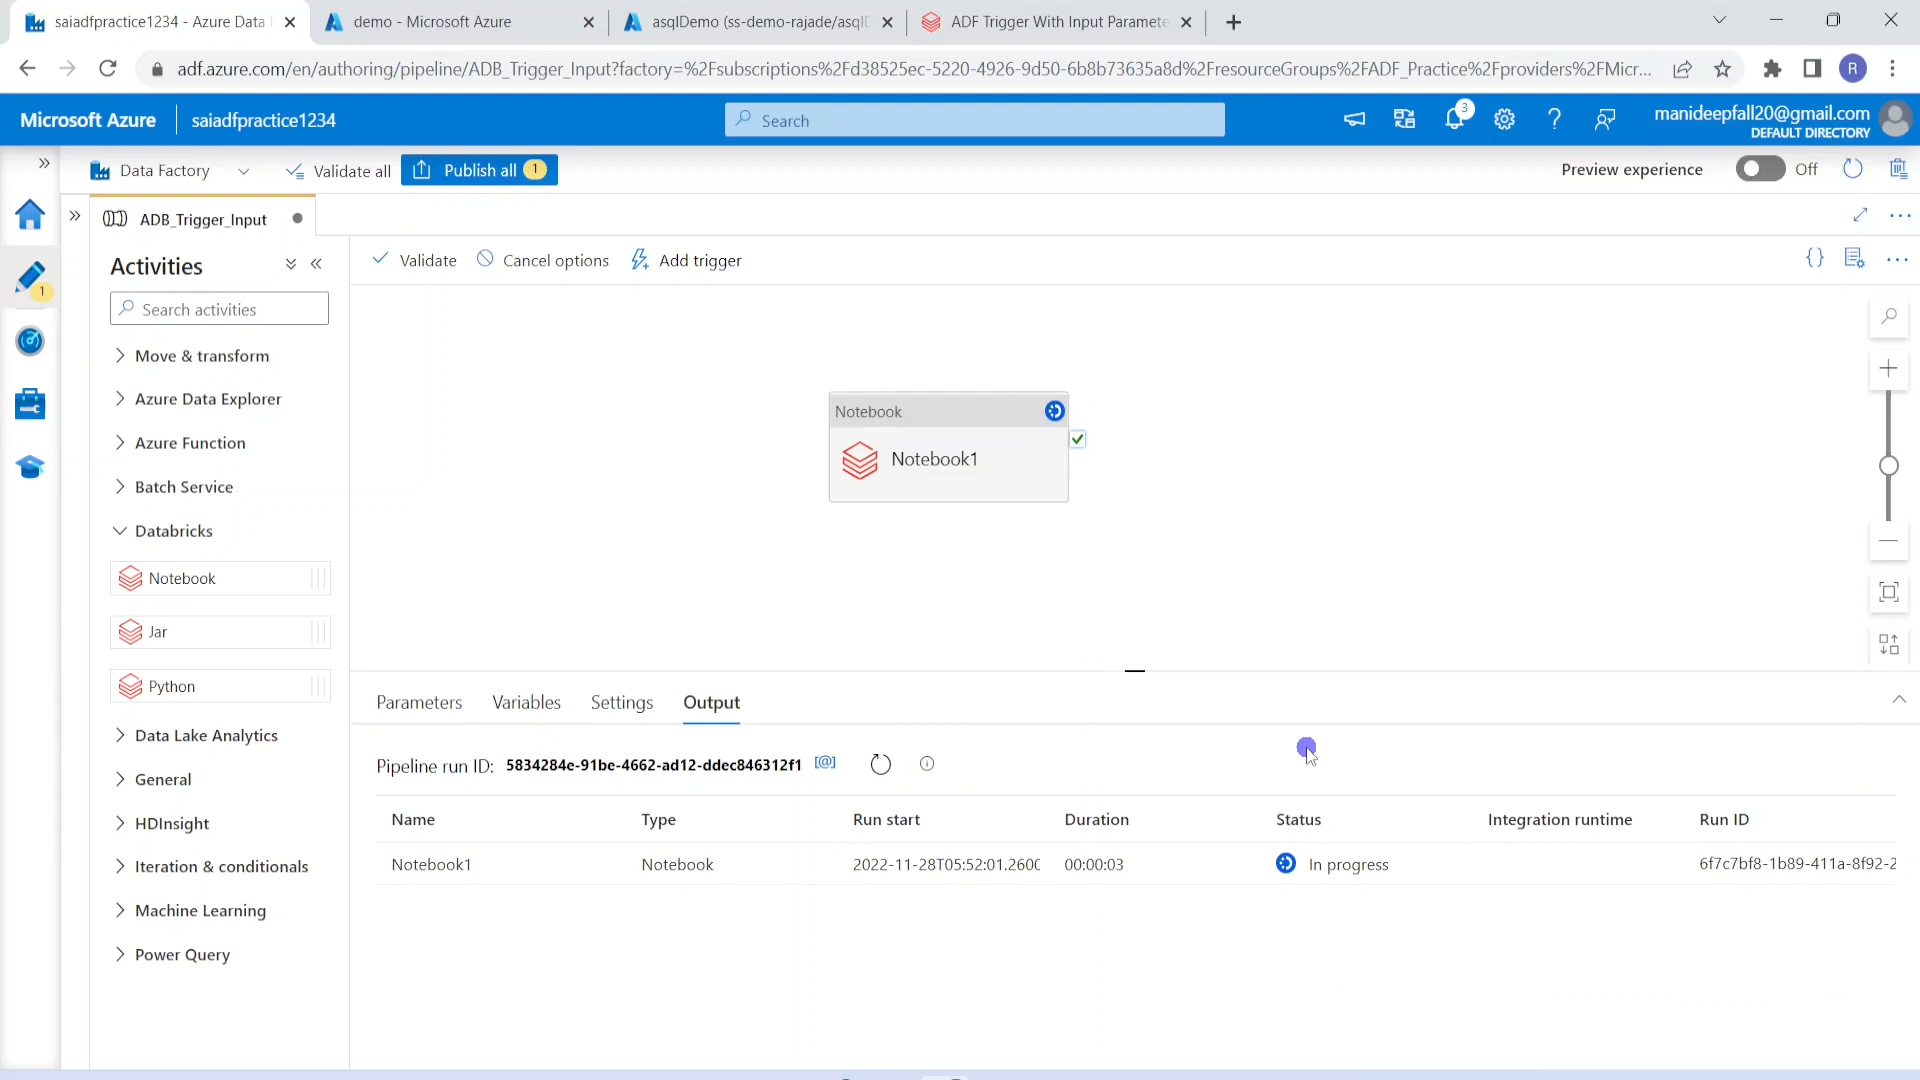 saiadfpractice1234 - Azure Data
demo - Microsoft Azure
asqlDemo (ss-demo-rajade/asql
ADF Trigger With Input Paramete
adf.azure.com/en/authoring/pipeline/ADB_Trigger_Input?factory=%2Fsubscriptions%2Fd38525ec-5220-4926-9d50-6b8b73635a8d%2FresourceGroups%2FADF_Practice%2Fproviders%2FMicr...
R
Microsoft Azure
saiadfpractice1234
Search
3
manideepfall20@gmail.com
DEFAULT DIRECTORY
Data Factory
Validate all
Publish all
1
Preview experience
Off
ADB_Trigger_Input
1
Activities
Search activities
Move & transform
Azure Data Explorer
Azure Function
Batch Service
Databricks
Notebook
Jar
Python
Data Lake Analytics
General
HDInsight
Iteration & conditionals
Machine Learning
Power Query
Validate
Cancel options
Add trigger
Notebook
Notebook1
Parameters
Variables
Settings
Output
Pipeline run ID: 5834284e-91be-4662-ad12-ddec846312f1
Name Type Run start Duration Status Integration runtime Run ID
Notebook1 Notebook 2022-11-28T05:52:01.260 00:00:03 In progress 6f7c7bf8-1b89-411a-8f92-2